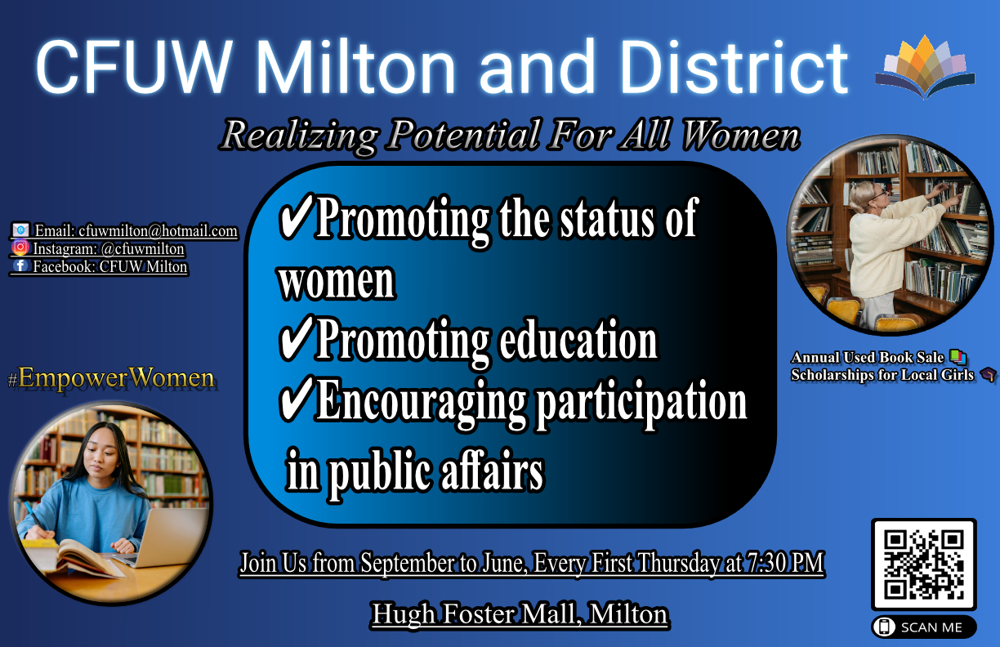 CFUW Milton and District
Realizing Potential For All Women
✔Promoting the status of
women
✔Promoting education
✔Encouraging participation
in public affairs
📧 Email: cfuwmilton@hotmail.com
Instagram: @cfuwmilton
Facebook: CFUW Milton
#EmpowerWomen
Annual Used Book Sale 📚
Scholarships for Local Girls 🎓
Join Us from September to June, Every First Thursday at 7:30 PM
Hugh Foster Mall, Milton
SCAN ME